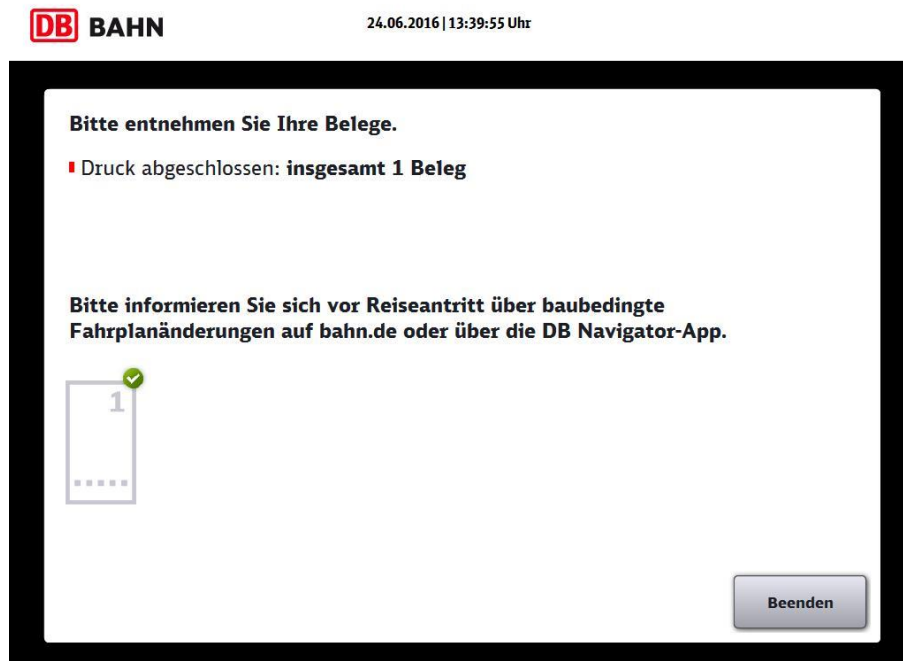 DB BAHN
24.06.2016 | 13:39:55 Uhr
Bitte entnehmen Sie Ihre Belege.
Druck abgeschlossen: insgesamt 1 Beleg
Bitte informieren Sie sich vor Reiseantritt über baubedingte
Fahrplanänderungen auf bahn.de oder über die DB Navigator-App.
1
Beenden